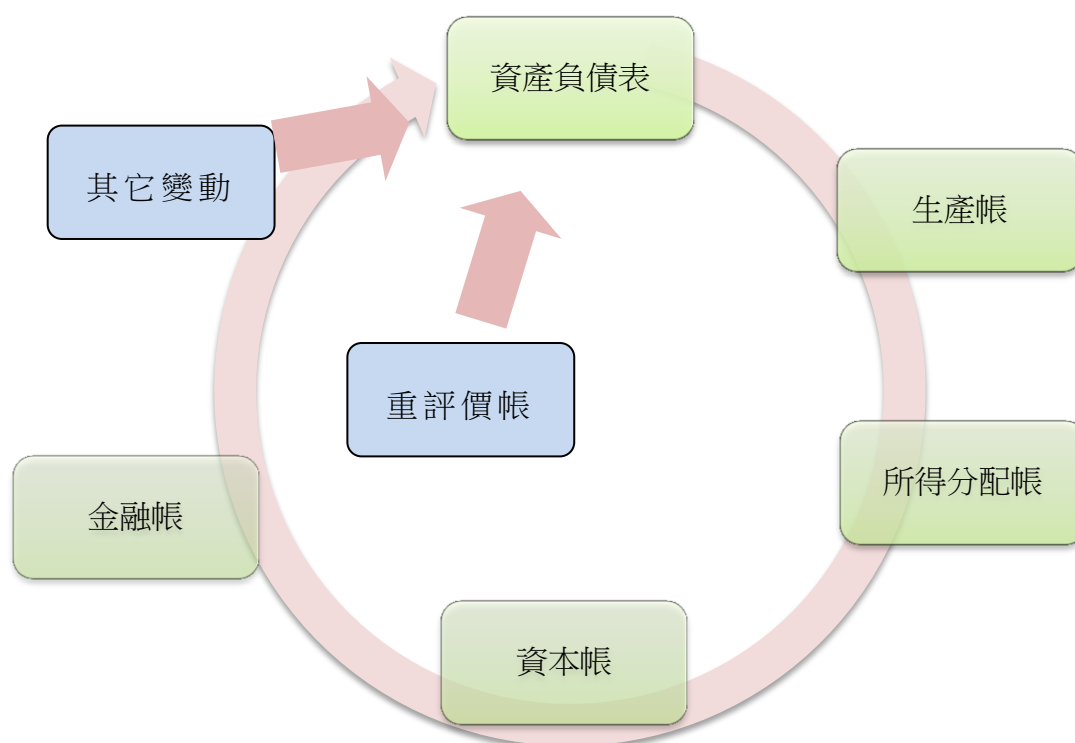 資產負債表
其它變動
生產帳
重評價帳
所得分配帳
金融帳
資本帳